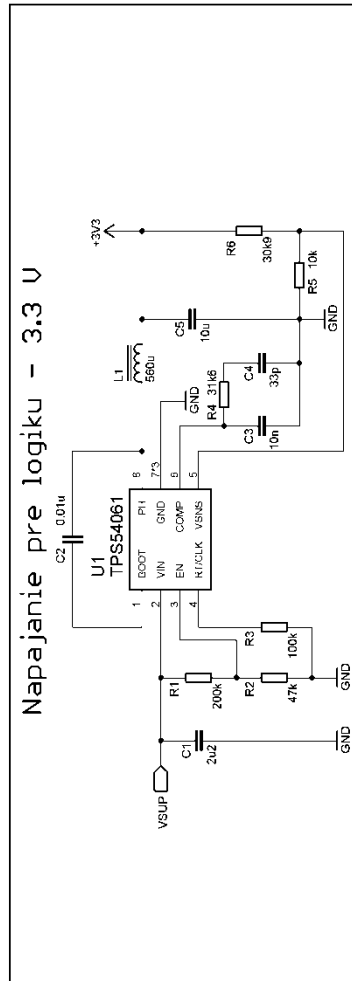 Napajanie pre logiku - 3.3 V
C2
0.01u
U1
TPS54061
1
BOOT
PH
8
2
VIN
GND
7*3
3
EN
COMP
6
4
RT/CLK
VSNS
5
L1
560u
+3V3
VSUP
C1
2u2
R1
200k
R2
47k
R3
100k
GND
GND
GND
R4
31k6
C3
10n
C4
33p
C5
10u
R6
30k9
R5
10k
GND